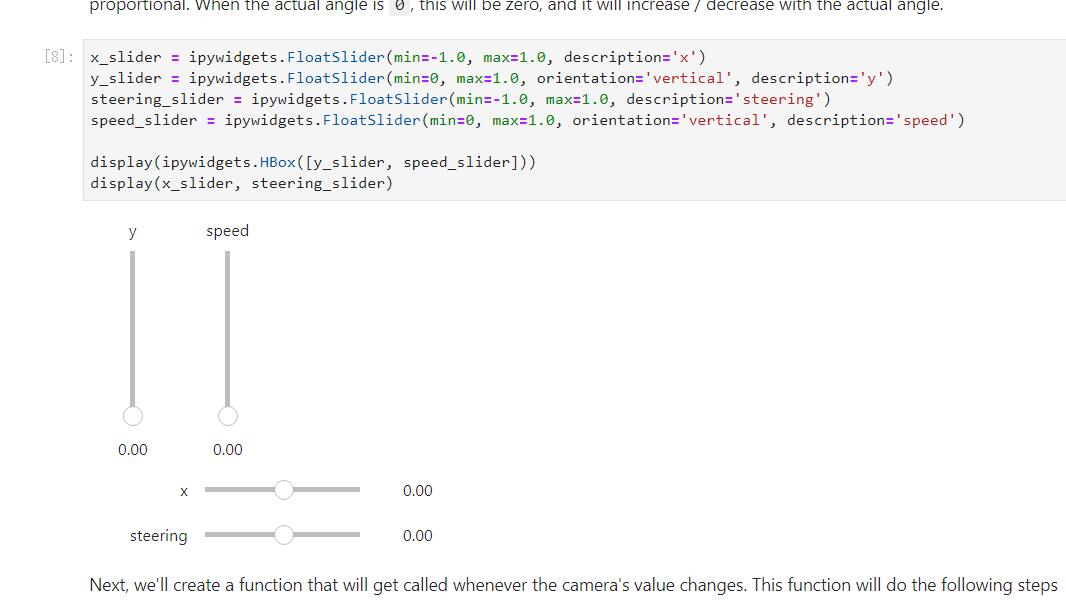 proportional. When the actual angle is 0 , this will be zero, and it will increase / decrease with the actual angle.
[8]:
x_slider = ipywidgets.FloatSlider(min=-1.0, max=1.0, description='x')
y_slider = ipywidgets.FloatSlider(min=0, max=1.0, orientation='vertical', description='y')
steering_slider = ipywidgets.FloatSlider(min=-1.0, max=1.0, description='steering')
speed_slider = ipywidgets.FloatSlider(min=0, max=1.0, orientation='vertical', description='speed')
display(ipywidgets.HBox([y_slider, speed_slider]))
display(x_slider, steering_slider)
y speed
0.00 0.00
x 0.00
steering 0.00
Next, we'll create a function that will get called whenever the camera's value changes. This function will do the following steps